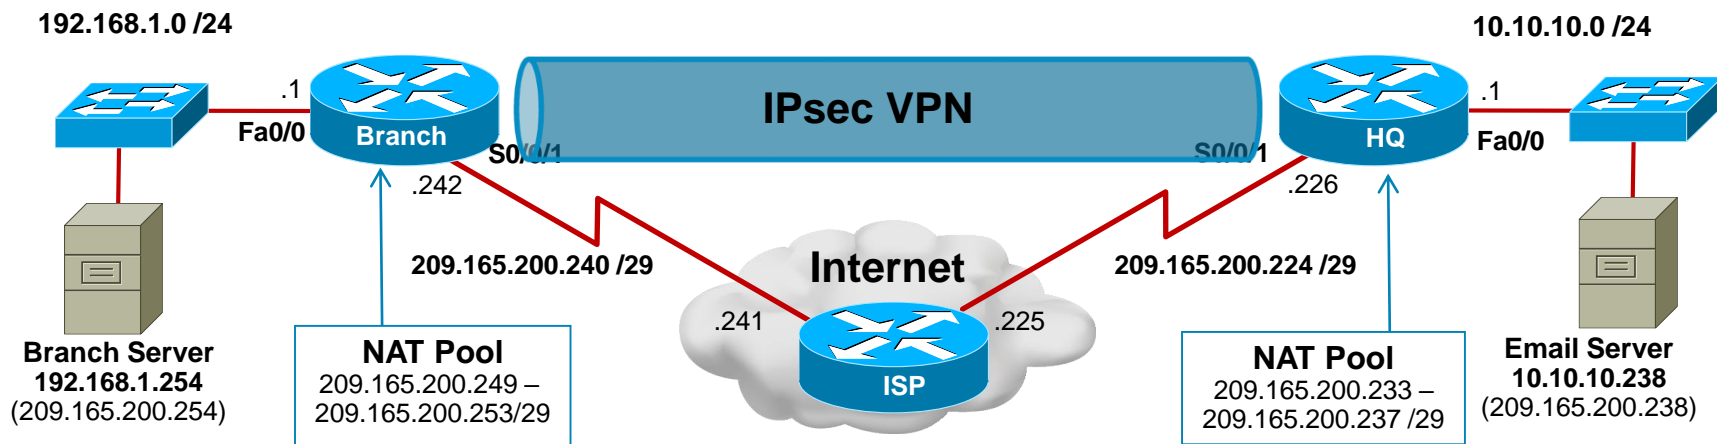 192.168.1.0 /24
10.10.10.0 /24
IPsec VPN
.1
Fa0/0
Branch
S0/0/1
.242
HQ
.1
Fa0/0
S0/0/1
.226
209.165.200.240 /29
Internet
209.165.200.224 /29
.241
.225
ISP
Branch Server
192.168.1.254
(209.165.200.254)
NAT Pool
209.165.200.249 –
209.165.200.253/29
NAT Pool
209.165.200.233 –
209.165.200.237 /29
Email Server
10.10.10.238
(209.165.200.238)